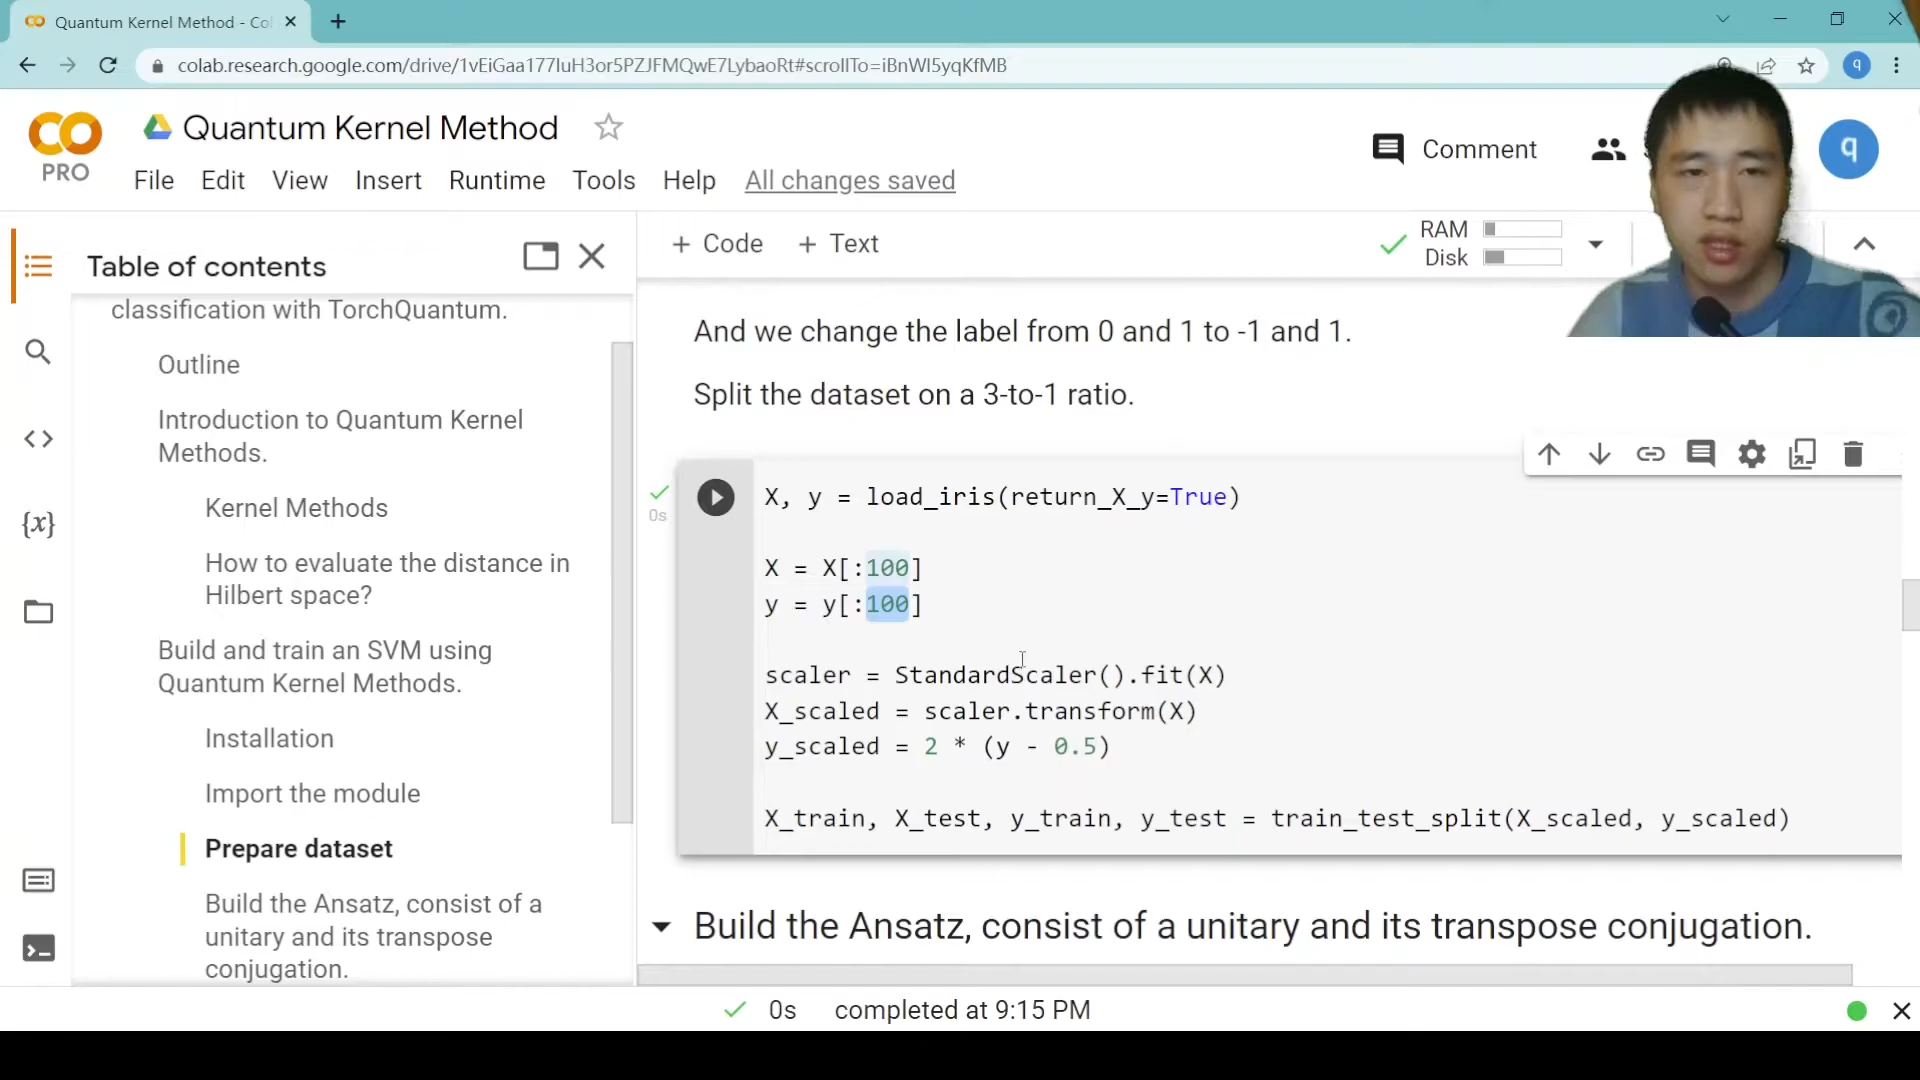 Quantum Kernel Method - Col
colab.research.google.com/drive/1vEiGaa177IuH3or5PZJFMQwE7LybaoRt#scrollTo=iBnWI5yqKfMB
q
CO
PRO
Quantum Kernel Method
Comment
q
File Edit View Insert Runtime Tools Help All changes saved
Table of contents
+ Code + Text
RAM
Disk
classification with TorchQuantum.
Outline
Introduction to Quantum Kernel
Methods.
Kernel Methods
How to evaluate the distance in
Hilbert space?
Build and train an SVM using
Quantum Kernel Methods.
Installation
Import the module
Prepare dataset
Build the Ansatz, consist of a
unitary and its transpose
conjugation.
And we change the label from 0 and 1 to -1 and 1.
Split the dataset on a 3-to-1 ratio.
0s
X, y = load_iris(return_X_y=True)
X = X[:100]
y = y[:100]
scaler = StandardScaler().fit(X)
X_scaled = scaler.transform(X)
y_scaled = 2 * (y - 0.5)
X_train, X_test, y_train, y_test = train_test_split(X_scaled, y_scaled)
Build the Ansatz, consist of a unitary and its transpose conjugation.
0s completed at 9:15 PM